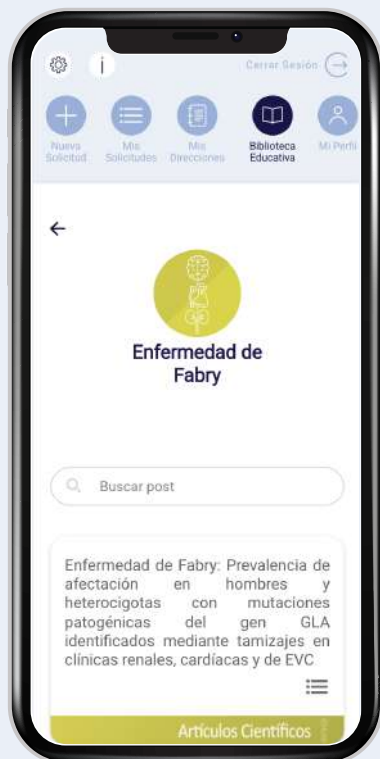 i
Cerrar Sesión
Nueva Solicitud
Mis Solicitudes
Mis Direcciones
Biblioteca Educativa
Mi Perfil
Enfermedad de
Fabry
Buscar post
Enfermedad de Fabry: Prevalencia de
afectación en hombres y
heterocigotas con mutaciones
patogénicas del gen GLA
identificados mediante tamizajes en
clínicas renales, cardíacas y de EVC
Artículos Científicos